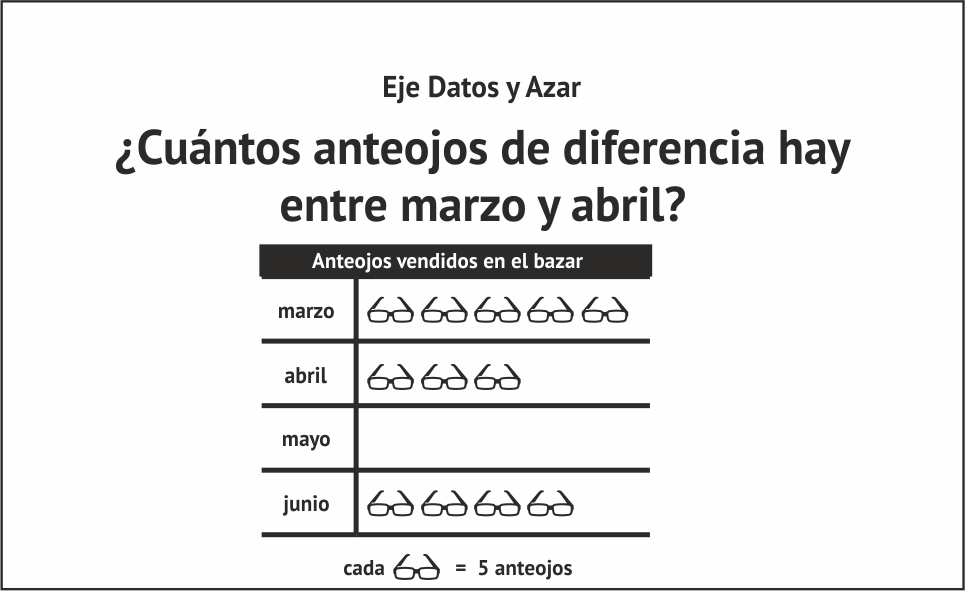 Eje Datos y Azar
¿Cuántos anteojos de diferencia hay
entre marzo y abril?
Anteojos vendidos en el bazar
marzo
abril
mayo
junio
cada = 5 anteojos